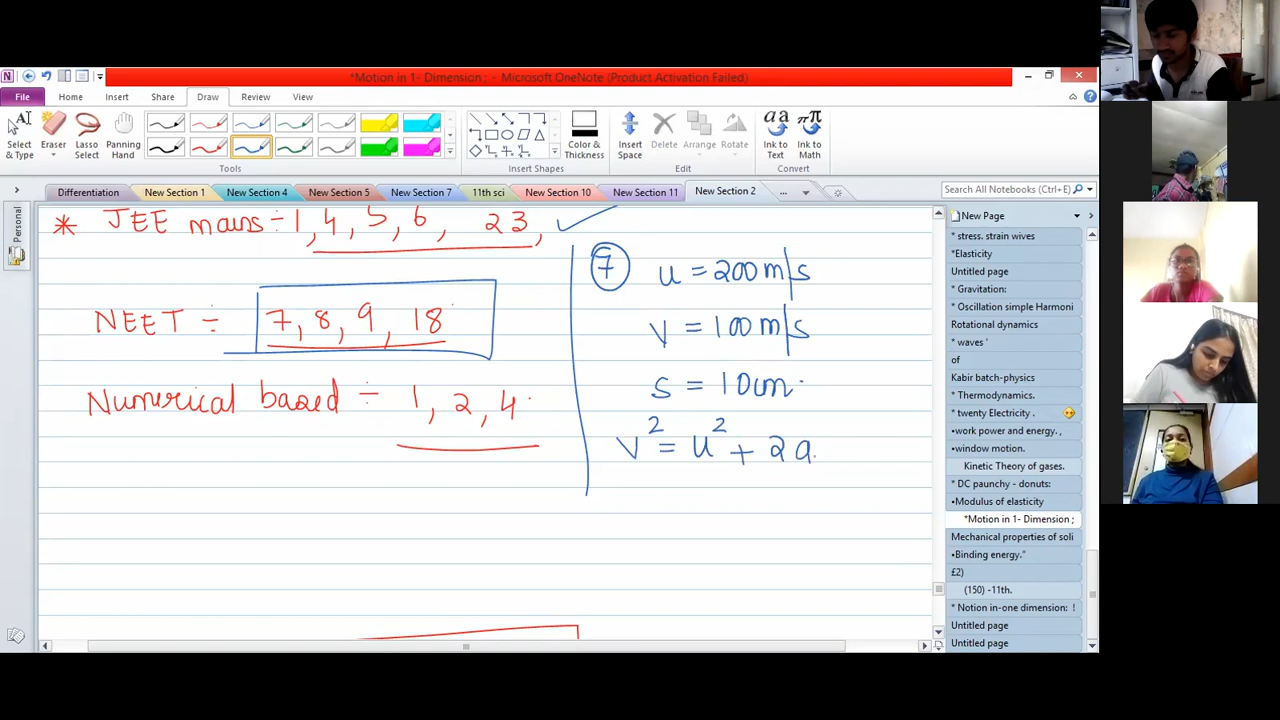 *Motion in 1- Dimension ; - Microsoft OneNote (Product Activation Failed)
File Home Insert Share Draw Review View
Select & Type
Eraser
Lasso Select
Panning Hand
Color & Thickness
Insert Space
Delete
Arrange
Rotate
Ink to Text
Ink to Math
Tools
Insert Shapes
Edit
Convert
Differentiation New Section 1 New Section 4 New Section 5 New Section 7 11th sci New Section 10 New Section 11 New Section 2 ...
Search All Notebooks (Ctrl+E)
Personal
* JEE mains ÷ 1, 4, 5, 6, 23,
NEET ÷ 7, 8, 9, 18
Numerical based ÷ 1, 2, 4
7 u = 200 m/s
v = 100 m/s
s = 10cm
v² = u² + 2a
New Page
* stress. strain wives
*Elasticity
Untitled page
* Gravitation:
* Oscillation simple Harmoni
Rotational dynamics
* waves '
of
Kabir batch-physics
* Thermodynamics.
* twenty Electricity .
•work power and energy. ,
•window motion.
Kinetic Theory of gases.
* DC paunchy - donuts:
•Modulus of elasticity
*Motion in 1- Dimension ;
Mechanical properties of soli
•Binding energy."
£2)
(150) -11th.
* Notion in-one dimension: !
Untitled page
Untitled page